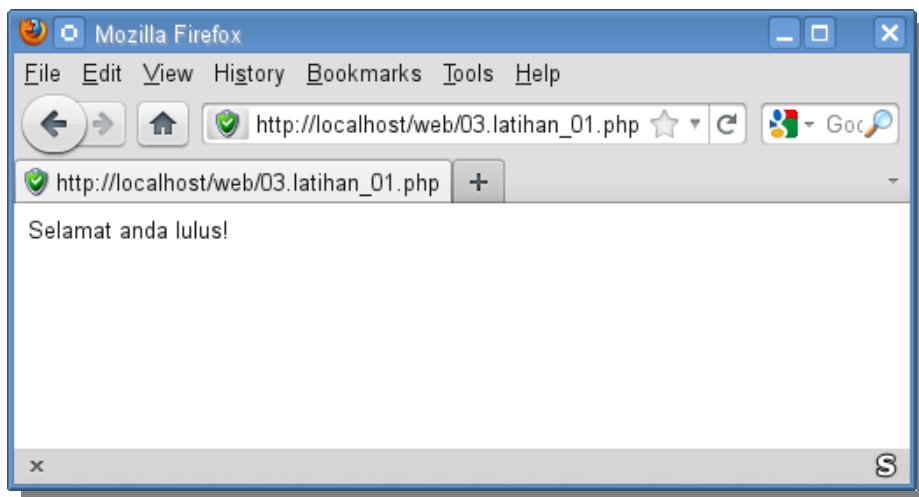 Mozilla Firefox
File Edit View History Bookmarks Tools Help
http://localhost/web/03.latihan_01.php
http://localhost/web/03.latihan_01.php
Selamat anda lulus!
S